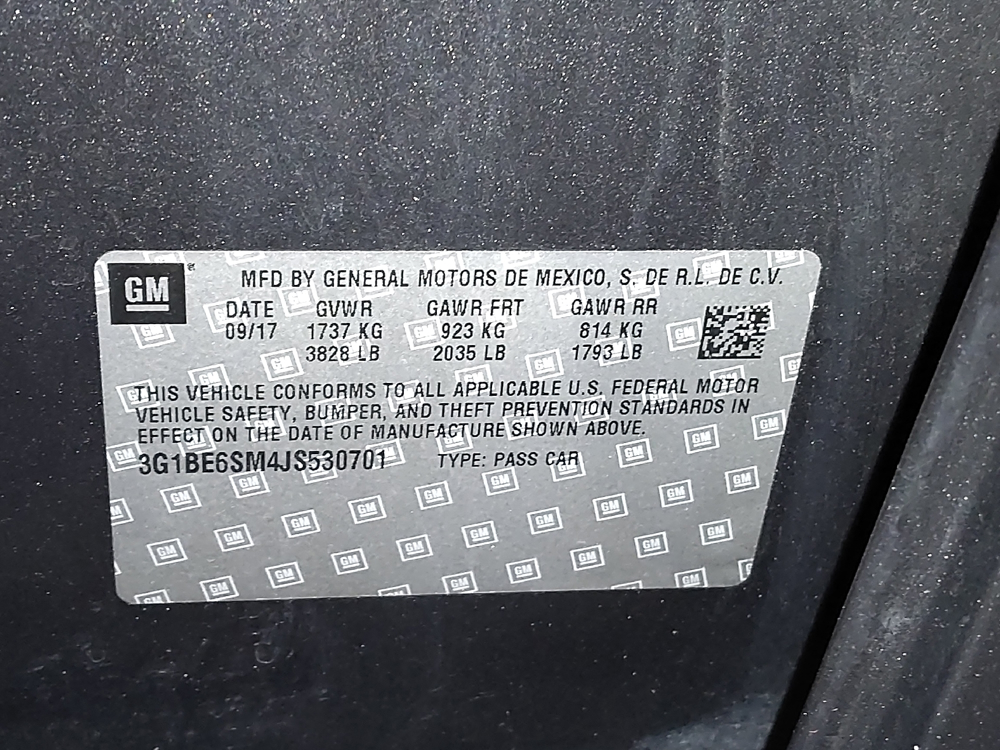 GM
MFD BY GENERAL MOTORS DE MEXICO, S. DE R.L. DE C.V.
DATE GVWR GAWR FRT GAWR RR
09/17 1737 KG 923 KG 814 KG
3828 LB 2035 LB 1793 LB
THIS VEHICLE CONFORMS TO ALL APPLICABLE U.S. FEDERAL MOTOR
VEHICLE SAFETY, BUMPER, AND THEFT PREVENTION STANDARDS IN
EFFECT ON THE DATE OF MANUFACTURE SHOWN ABOVE.
3G1BE6SM4JS530701 TYPE: PASS CAR